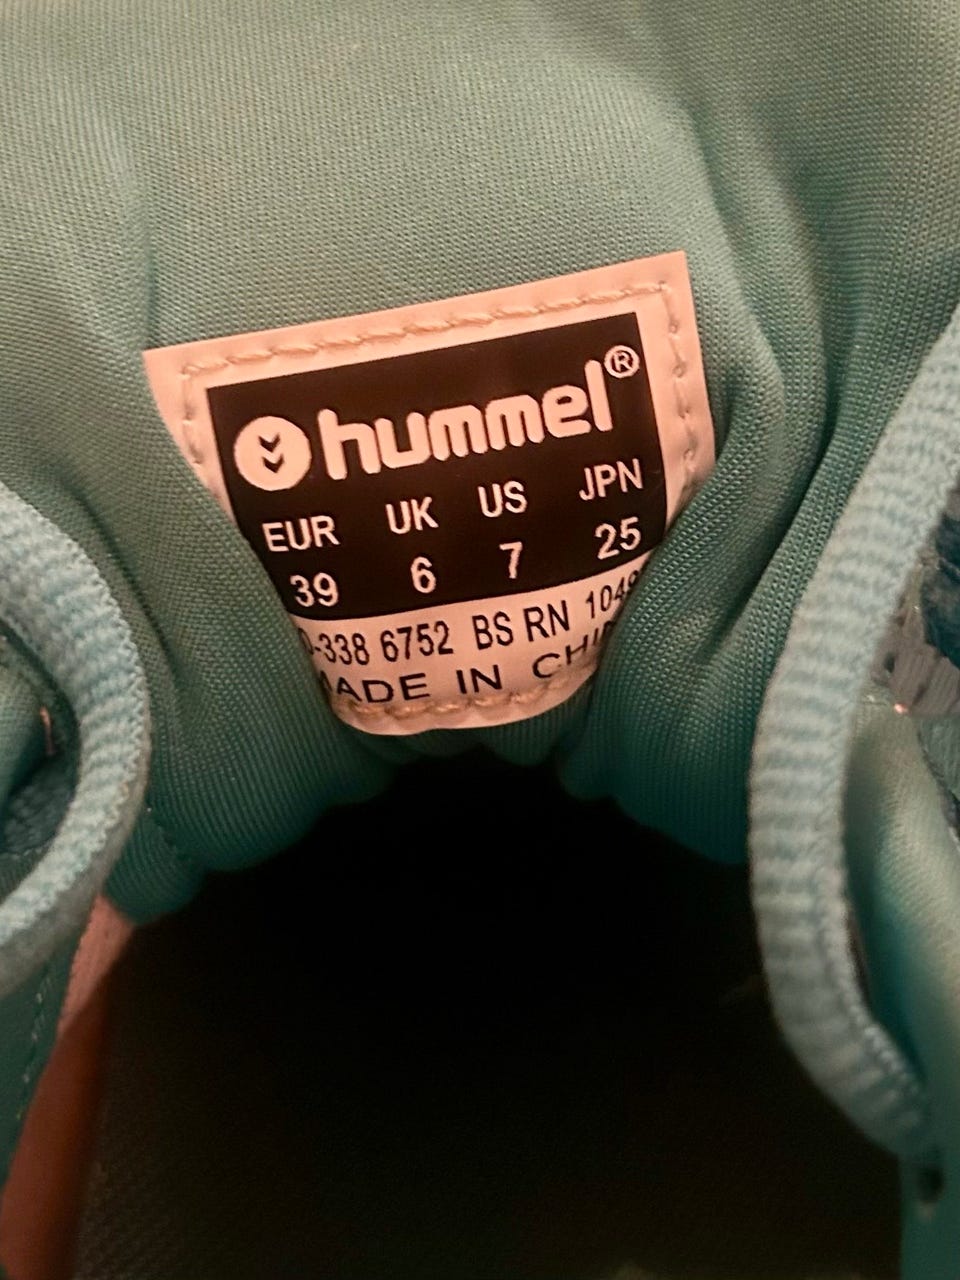 hummel®
EUR UK US JPN
39 6 7 25
-338 6752 BS RN
MADE IN